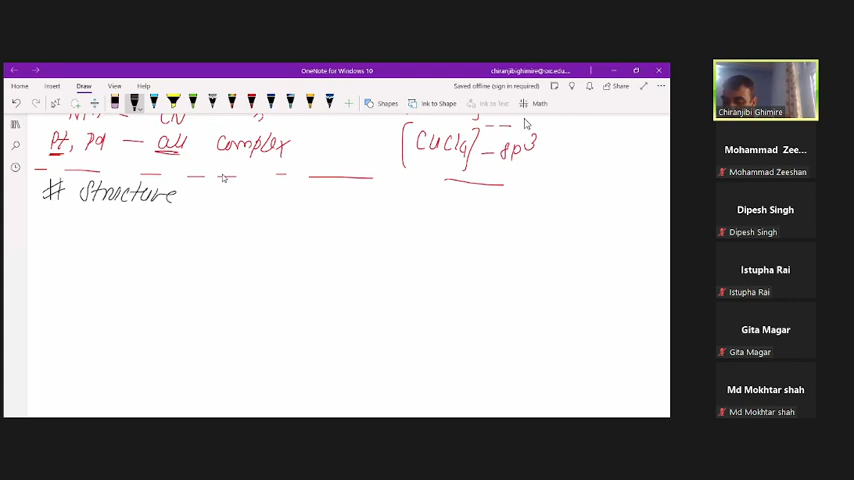 OneNote for Windows 10
chiranjibighimire@sxc.edu...
Home Insert Draw View Help
Saved offline (sign in required)
Share
Shapes Ink to Shape Ink to Text Math
Pt, Pd — all complex
[CuCl4] - sp3
# Structure
Chiranjibi Ghimire
Mohammad Zee...
Mohammad Zeeshan
Dipesh Singh
Dipesh Singh
Istupha Rai
Istupha Rai
Gita Magar
Gita Magar
Md Mokhtar shah
Md Mokhtar shah